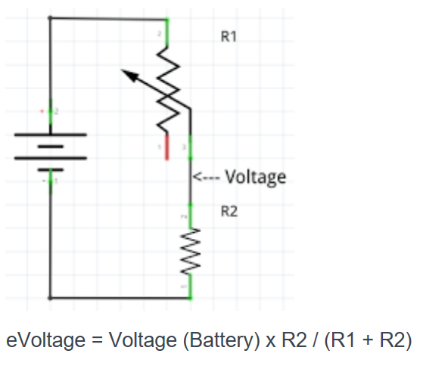 R1
<--- Voltage
R2
eVoltage = Voltage (Battery) x R2 / (R1 + R2)